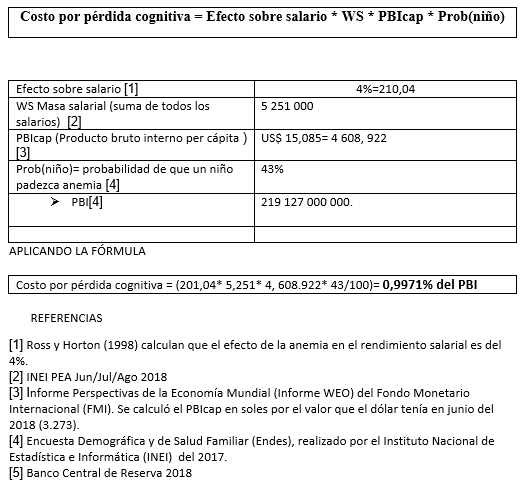 Costo por pérdida cognitiva = Efecto sobre salario * WS * PBIcap * Prob(niño)
Efecto sobre salario [1] 4%=210,04
WS Masa salarial (suma de todos los salarios) [2] 5 251 000
PBIcap (Producto bruto interno per cápita ) [3] US$ 15,085= 4 608, 922
Prob(niño)= probabilidad de que un niño padezca anemia [4] 43%
➢ PBI[4] 219 127 000 000.
APLICANDO LA FÓRMULA
Costo por pérdida cognitiva = (201,04* 5,251* 4, 608.922* 43/100)= 0,9971% del PBI
REFERENCIAS
[1] Ross y Horton (1998) calculan que el efecto de la anemia en el rendimiento salarial es del
4%.
[2] INEI PEA Jun/Jul/Ago 2018
[3] Informe Perspectivas de la Economía Mundial (Informe WEO) del Fondo Monetario
Internacional (FMI). Se calculó el PBIcap en soles por el valor que el dólar tenía en junio del
2018 (3.273).
[4] Encuesta Demográfica y de Salud Familiar (Endes), realizado por el Instituto Nacional de
Estadística e Informática (INEI) del 2017.
[5] Banco Central de Reserva 2018